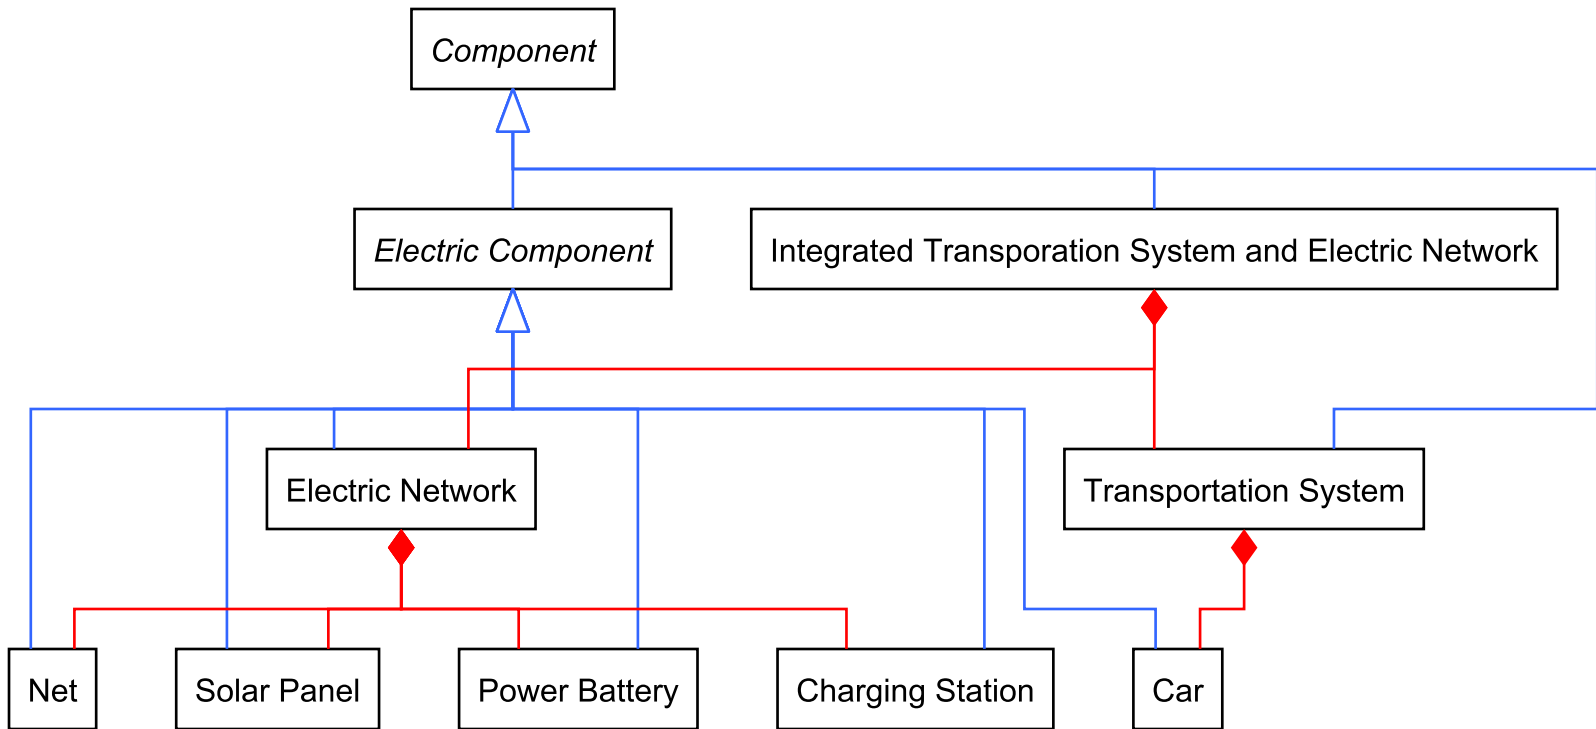 Component
Electric Component
Integrated Transporation System and Electric Network
Electric Network
Transportation System
Net
Solar Panel
Power Battery
Charging Station
Car